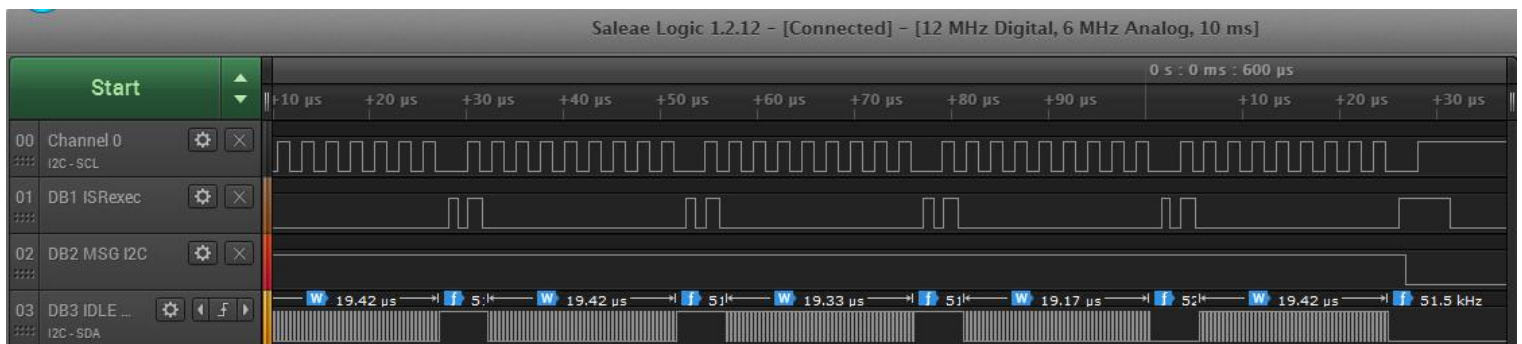 Saleae Logic 1.2.12 - [Connected] - [12 MHz Digital, 6 MHz Analog, 10 ms]
Start
0 s : 0 ms : 600 µs
+10 µs +20 µs +30 µs +40 µs +50 µs +60 µs +70 µs +80 µs +90 µs +10 µs +20 µs +30 µs
00 Channel 0
I2C - SCL
01 DB1 ISRexec
02 DB2 MSG I2C
03 DB3 IDLE ...
I2C - SDA
W 19.42 µs f W 19.42 µs f 51 W 19.33 µs f 51 W 19.17 µs f 52 W 19.42 µs f 51.5 kHz